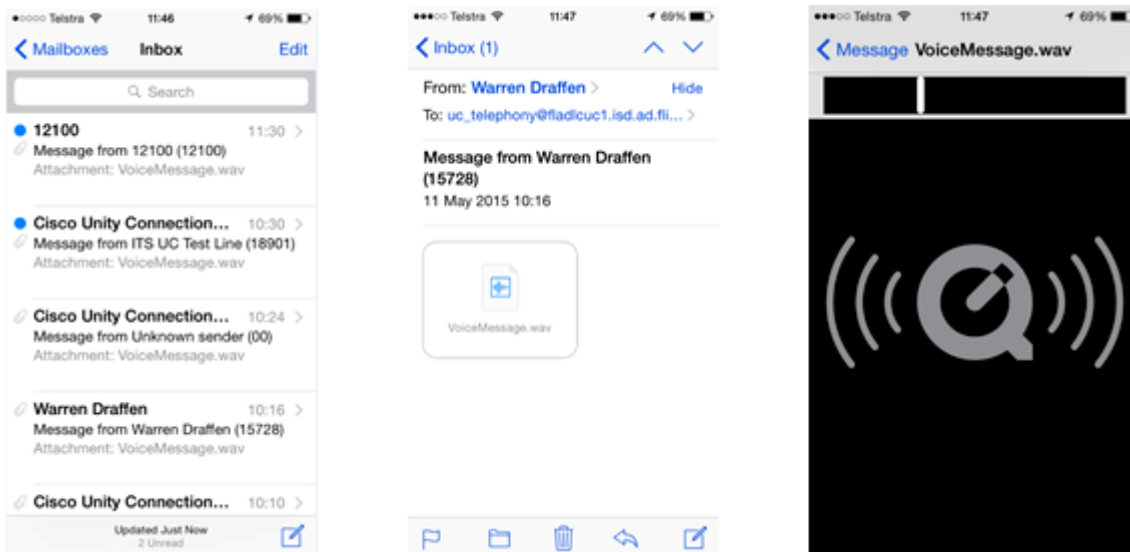 Telstra 11:46 69%
Mailboxes Inbox Edit
Search
12100 11:30
Message from 12100 (12100)
Attachment: VoiceMessage.wav
Cisco Unity Connection... 10:30
Message from ITS UC Test Line (18901)
Attachment: VoiceMessage.wav
Cisco Unity Connection... 10:24
Message from Unknown sender (00)
Attachment: VoiceMessage.wav
Warren Draffen 10:16
Message from Warren Draffen (15728)
Attachment: VoiceMessage.wav
Cisco Unity Connection... 10:10
Updated Just Now
2 Unread
Telstra 11:47 69%
Inbox (1)
From: Warren Draffen Hide
To: uc_telephony@fladlcuc1.isd.ad.fli...
Message from Warren Draffen
(15728)
11 May 2015 10:16
VoiceMessage.wav
Telstra 11:47 69%
Message VoiceMessage.wav